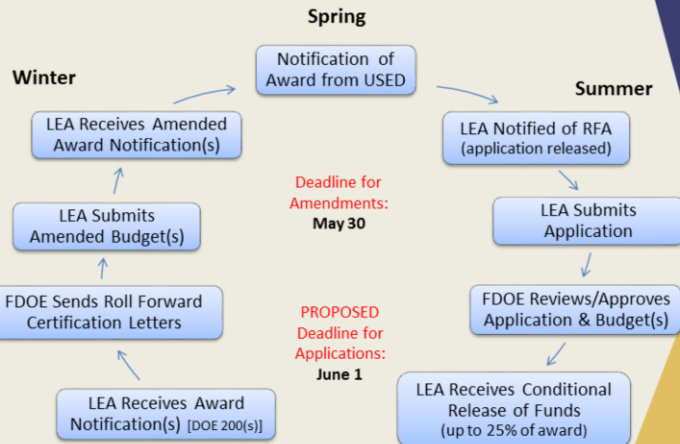 Spring
Notification of
Award from USED
Winter
Summer
LEA Receives Amended
Award Notification(s)
LEA Notified of RFA
(application released)
Deadline for
Amendments:
May 30
LEA Submits
Amended Budget(s)
LEA Submits
Application
FDOE Sends Roll Forward
Certification Letters
PROPOSED
Deadline for
Applications:
June 1
FDOE Reviews/Approves
Application & Budget(s)
LEA Receives Award
Notification(s) [DOE 200(s)]
LEA Receives Conditional
Release of Funds
(up to 25% of award)